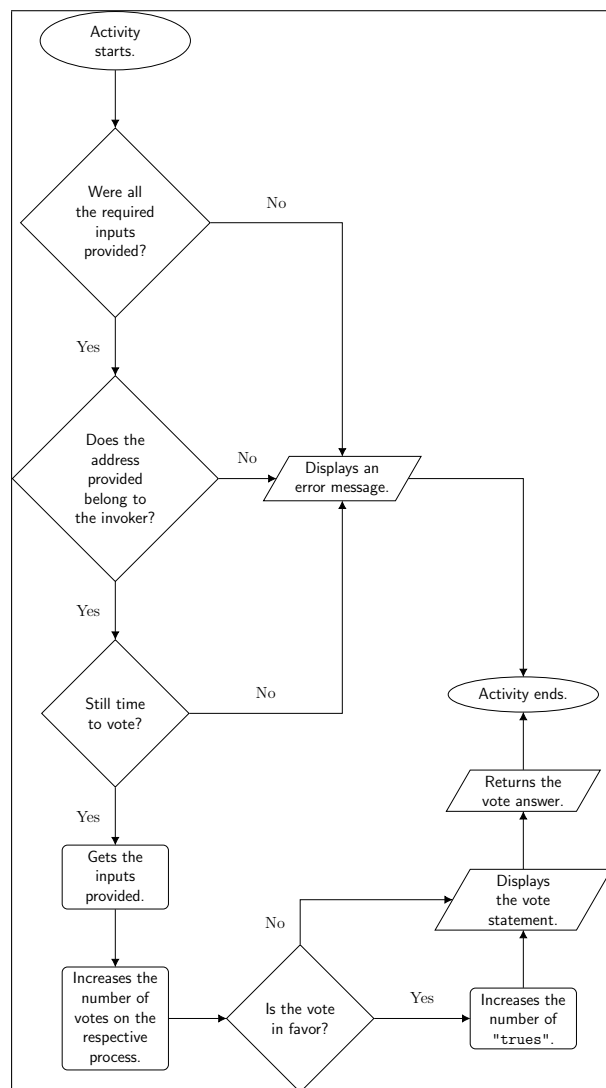 Activity
starts.
Were all
the required
inputs
provided?
No
Yes
Does the
address
provided
belong to
the invoker?
No
Displays an
error message.
Yes
Still time
to vote?
No
Activity ends.
Yes
Returns the
vote answer.
Gets the
inputs
provided.
Displays
the vote
statement.
No
Increases the
number of
votes on the
respective
process.
Is the vote
in favor?
Yes
Increases the
number of
"trues".